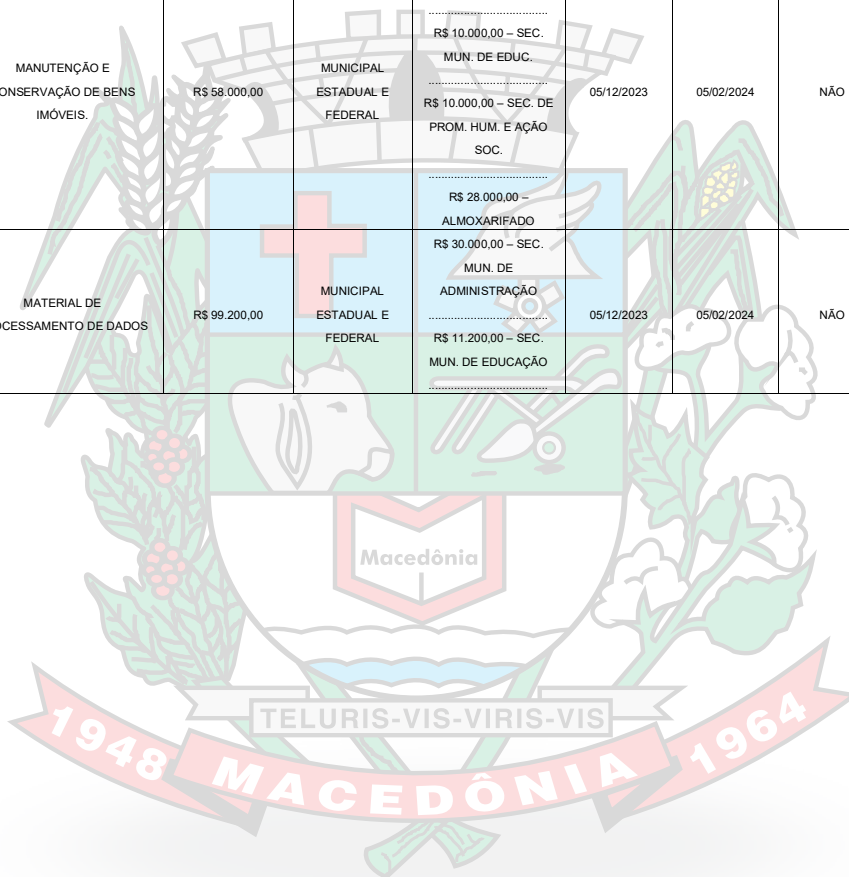 MANUTENÇÃO E
ONSERVAÇÃO DE BENS
IMÓVEIS.
R$ 58.000,00
MUNICIPAL
ESTADUAL E
FEDERAL
..........................................
R$ 10.000,00 – SEC.
MUN. DE EDUC.
..........................................
R$ 10.000,00 – SEC. DE
PROM. HUM. E AÇÃO
SOC.
..........................................
R$ 28.000,00 –
ALMOXARIFADO
05/12/2023
05/02/2024
NÃO
MATERIAL DE
OCESSAMENTO DE DADOS
R$ 99.200,00
MUNICIPAL
ESTADUAL E
FEDERAL
R$ 30.000,00 – SEC.
MUN. DE
ADMINISTRAÇÃO
..........................................
R$ 11.200,00 – SEC.
MUN. DE EDUCAÇÃO
..........................................
05/12/2023
05/02/2024
NÃO
Macedônia
TELURIS-VIS-VIRIS-VIS
1948
MACEDÔNIA
1964